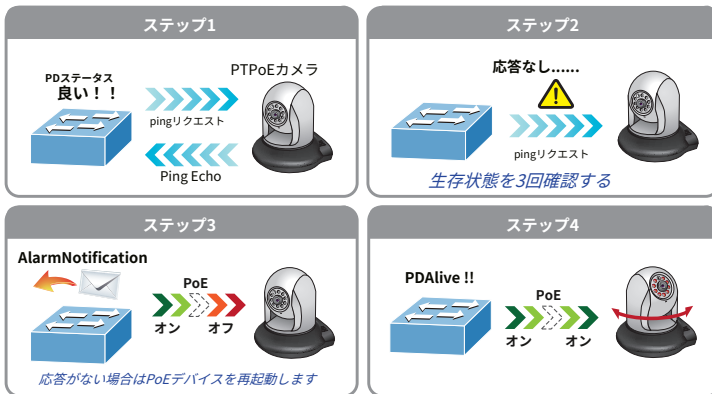 ステップ1
PDステータス
良い！！
PTPoEカメラ
pingリクエスト
Ping Echo
ステップ2
応答なし......
pingリクエスト
生存状態を3回確認する
ステップ3
AlarmNotification
PoE
オン オフ
応答がない場合はPoEデバイスを再起動します
ステップ4
PDAlive !!
PoE
オン オン